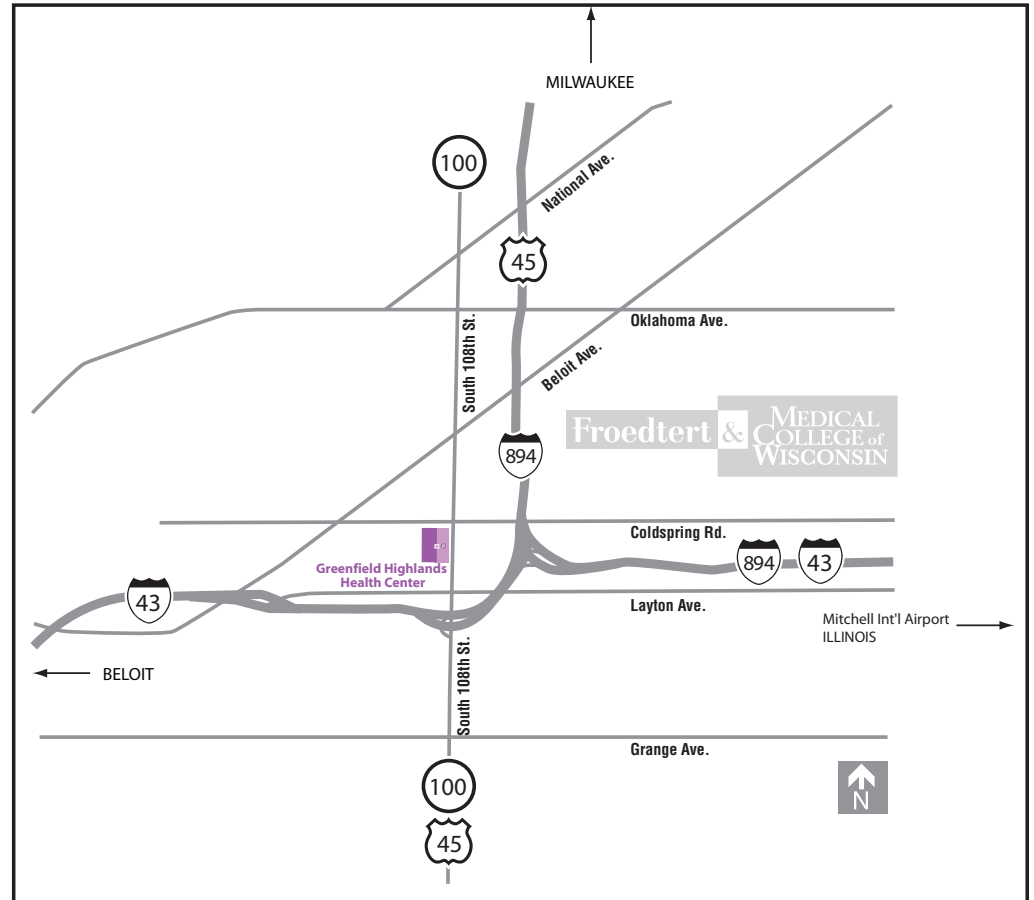 MILWAUKEE
100
National Ave.
45
Oklahoma Ave.
South 108th St.
Beloit Ave.
Froedtert & MEDICAL
COLLEGE of
WISCONSIN
894
Coldspring Rd.
Greenfield Highlands
Health Center
894
43
43
Layton Ave.
Mitchell Int'l Airport
ILLINOIS
BELOIT
South 108th St.
Grange Ave.
100
N
45